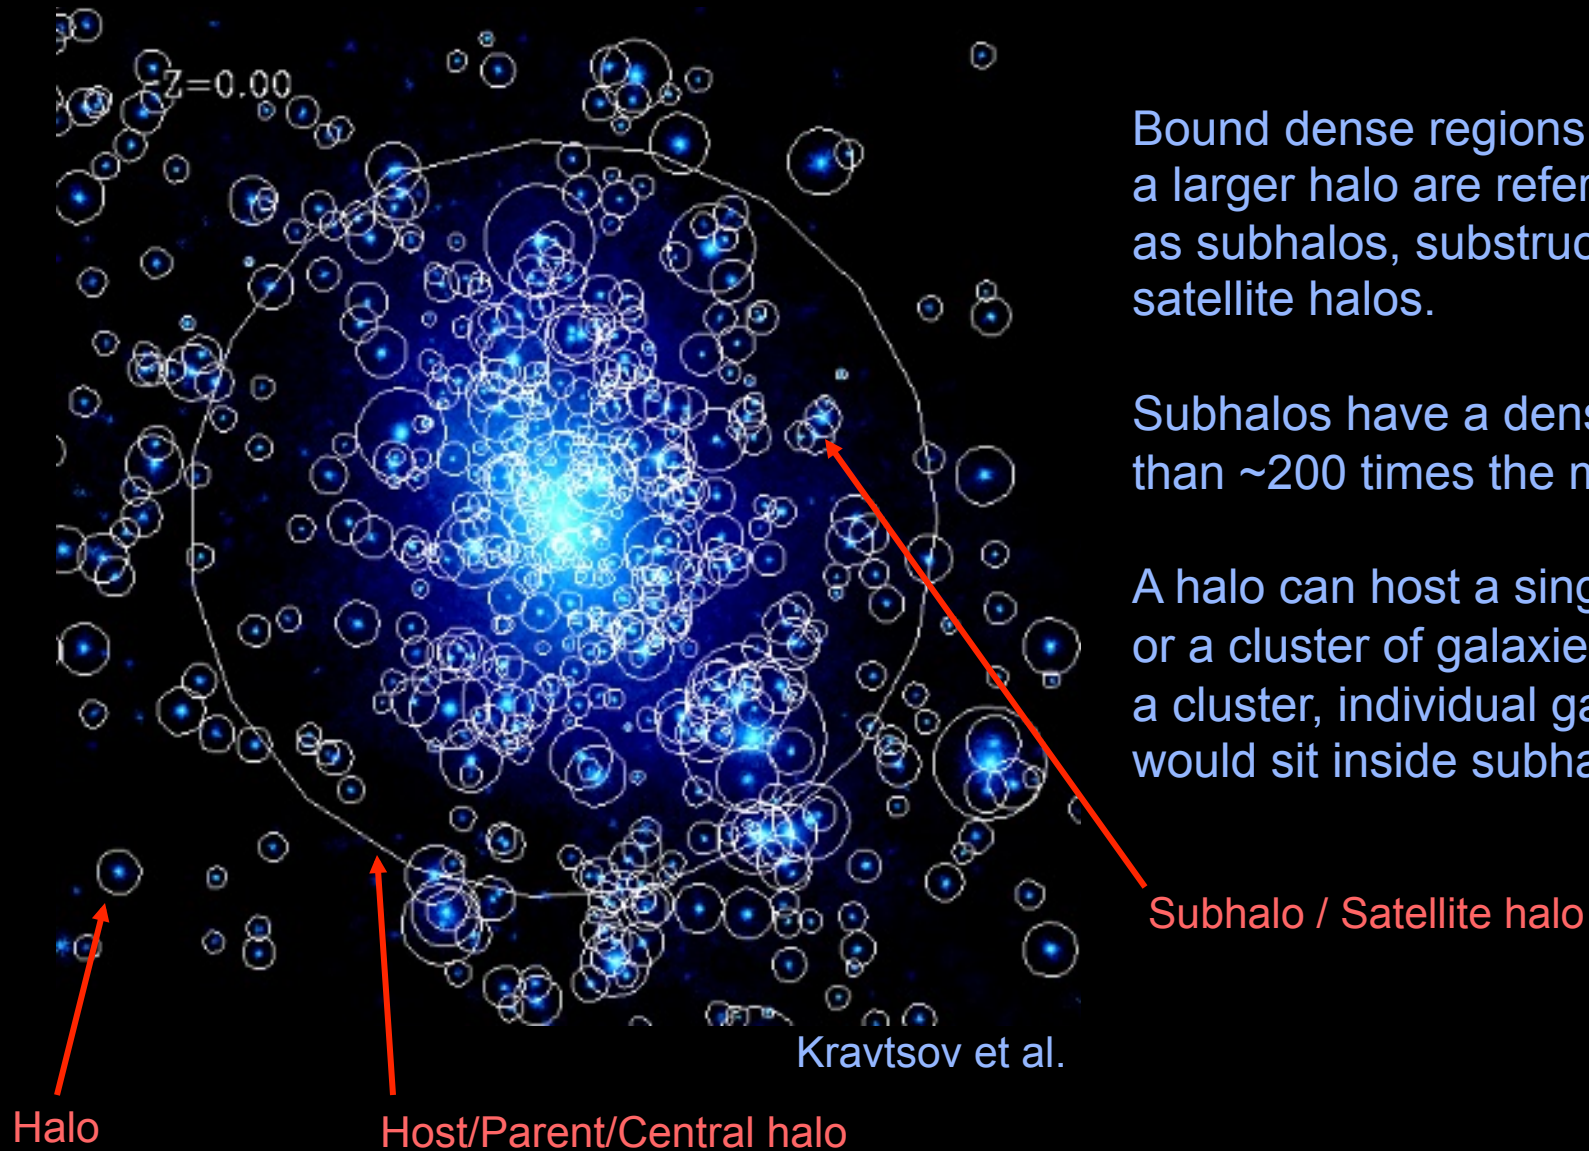 Z=0.00
Bound dense regions
a larger halo are refer
as subhalos, substruc
satellite halos.
Subhalos have a dens
than ~200 times the m
A halo can host a sing
or a cluster of galaxie
a cluster, individual ga
would sit inside subha
Subhalo / Satellite halo
Kravtsov et al.
Halo
Host/Parent/Central halo